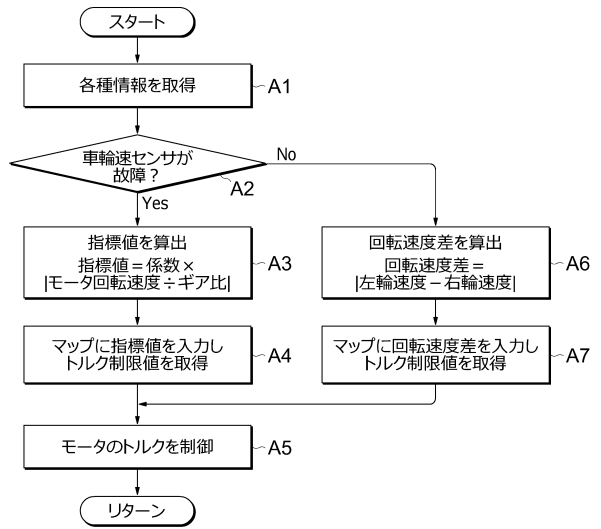 スタート
各種情報を取得
A1
車輪速センサが
故障？
A2
No
Yes
指標値を算出
指標値＝係数×
|モータ回転速度÷ギア比|
A3
回転速度差を算出
回転速度差＝
|左輪速度－右輪速度|
A6
マップに指標値を入力し
トルク制限値を取得
A4
マップに回転速度差を入力し
トルク制限値を取得
A7
モータのトルクを制御
A5
リターン